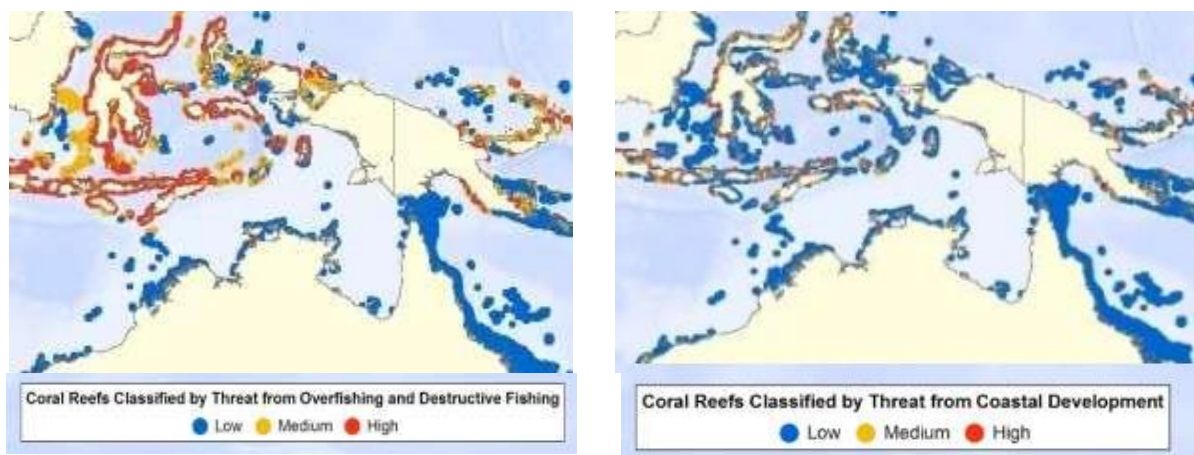 Coral Reefs Classified by Threat from Overfishing and Destructive Fishing
Low Medium High
Coral Reefs Classified by Threat from Coastal Development
Low Medium High